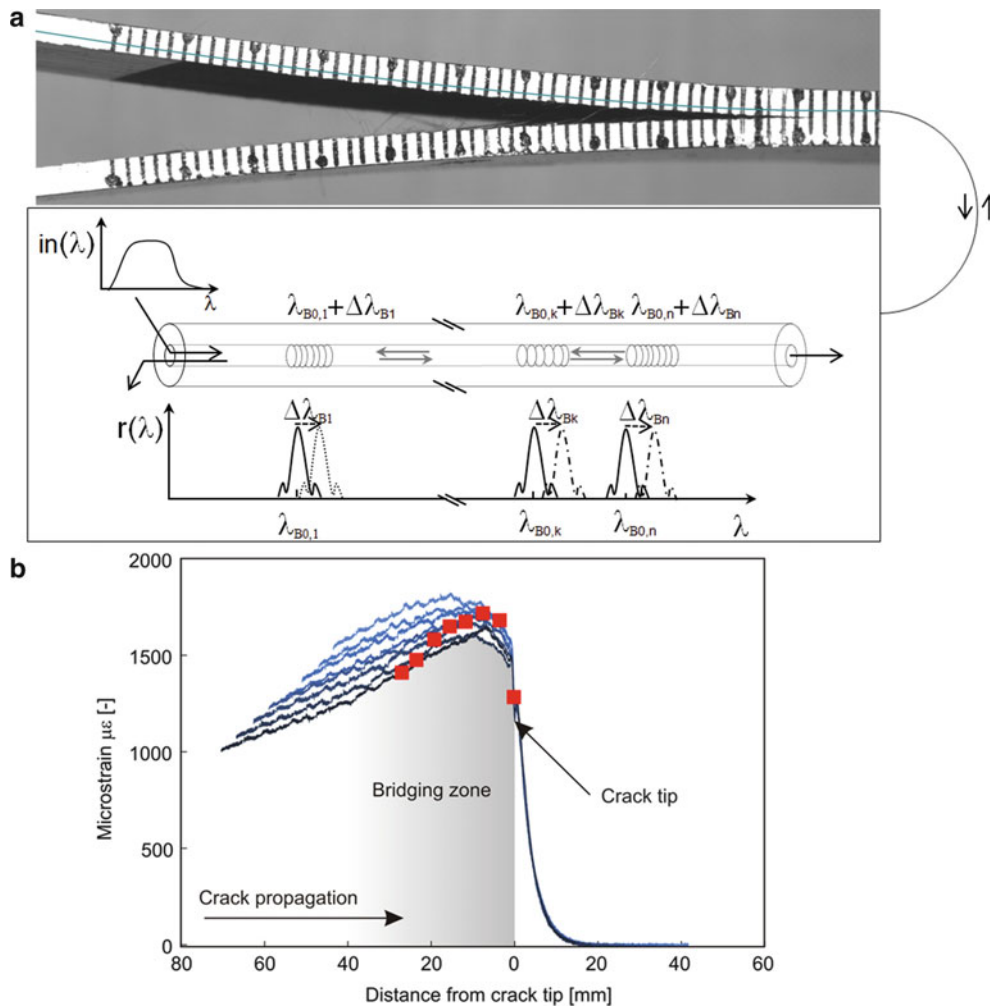 a
in(λ)
λ
λB0,1+ΔλB1
λB0,k+ΔλBk λB0,n+ΔλBn
r(λ)
ΔλB1
ΔλBk
ΔλBn
λB0,1
λB0,k
λB0,n
λ
b
2000
1500
1000
500
0
Microstrain με [-]
Bridging zone
Crack tip
Crack propagation
80 60 40 20 0 20 40 60
Distance from crack tip [mm]